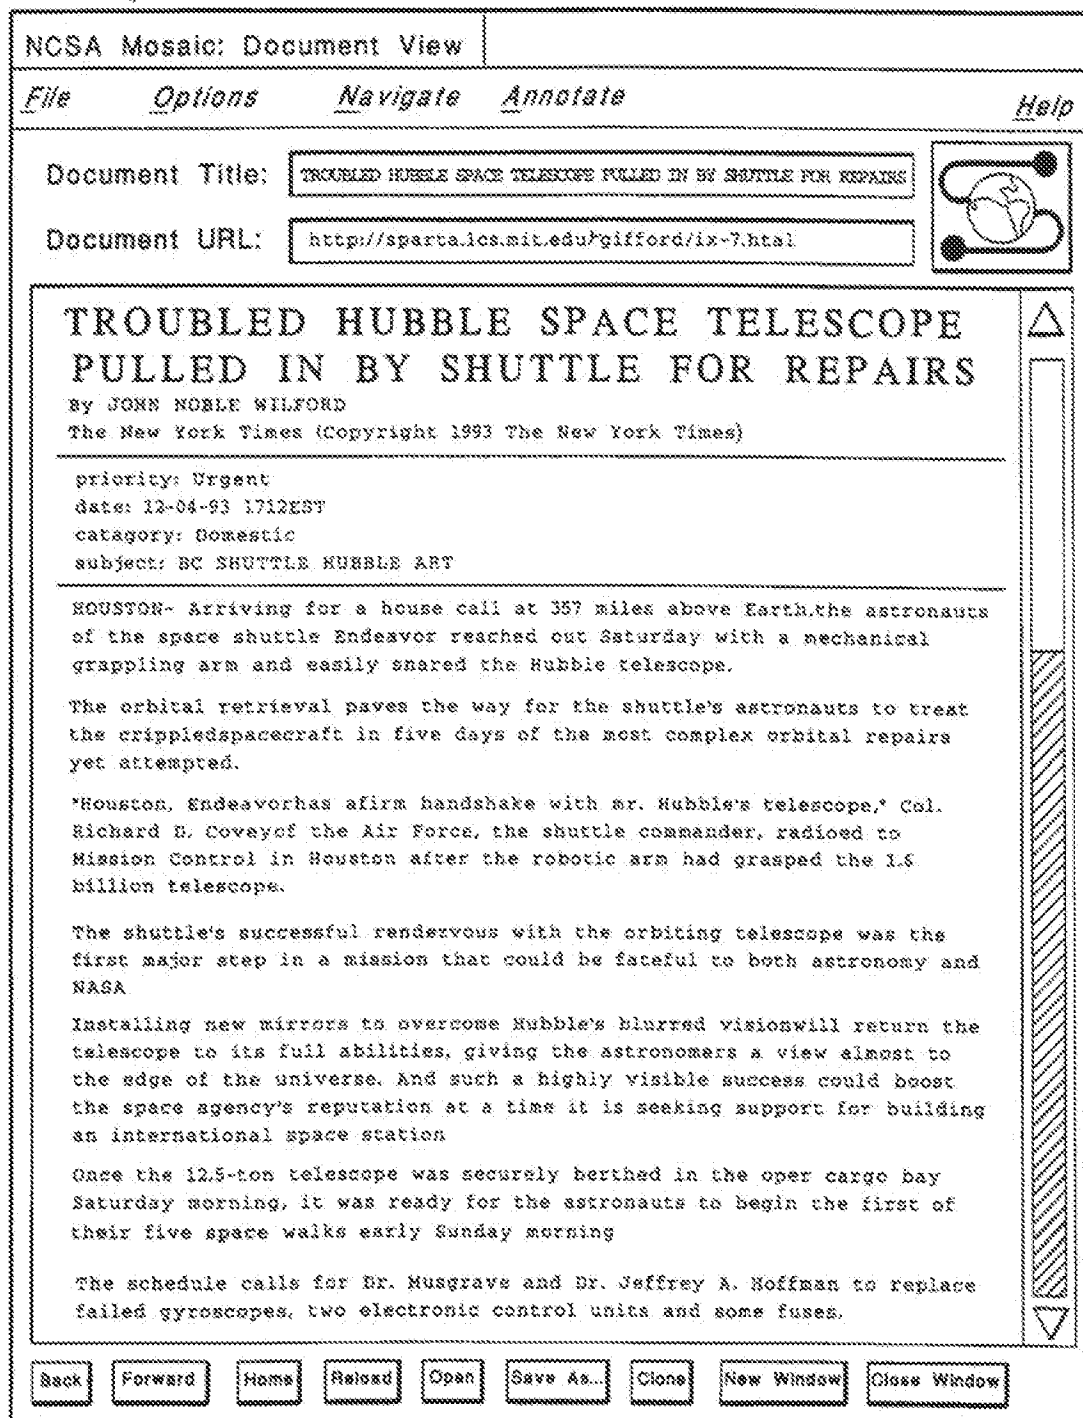 NCSA Mosaic: Document View
File Options Navigate Annotate Help
Document Title: TROUBLED HUBBLE SPACE TELESCOPE PULLED IN BY SHUTTLE FOR REPAIRS
Document URL: http://sparta.lcs.mit.edu/gifford/ix-7.html
TROUBLED HUBBLE SPACE TELESCOPE
PULLED IN BY SHUTTLE FOR REPAIRS
By JOHN NOBLE WILFORD
The New York Times (Copyright 1993 The New York Times)
priority: Urgent
date: 12-04-93 1712EST
catagory: Domestic
subject: BC SHUTTLE HUBBLE ART
HOUSTON- Arriving for a house call at 357 miles above Earth,the astronauts
of the space shuttle Endeavor reached out Saturday with a mechanical
grappling arm and easily snared the Hubble telescope.
The orbital retrieval paves the way for the shuttle's astronauts to treat
the crippledspacecraft in five days of the most complex orbital repairs
yet attempted.
"Houston, Endeavorhas afirm handshake with mr. Hubble's telescope," Col.
Richard D. Coveyof the Air Force, the shuttle commander, radioed to
Mission Control in Houston after the robotic arm had grasped the 1.6
billion telescope.
The shuttle's successful rendezvous with the orbiting telescope was the
first major step in a mission that could be fateful to both astronomy and
NASA
Installing new mirrors to overcome Hubble's blurred visionwill return the
telescope to its full abilities, giving the astronomers a view almost to
the edge of the universe. And such a highly visible success could boost
the space agency's reputation at a time it is seeking support for building
an international space station
Once the 12.5-ton telescope was securely berthed in the oper cargo bay
Saturday morning, it was ready for the astronauts to begin the first of
their five space walks early Sunday morning
The schedule calls for Dr. Musgrave and Dr. Jeffrey A. Hoffman to replace
failed gyroscopes, two electronic control units and some fuses.
Back Forward Home Reload Open Save As... Clone New Window Close Window